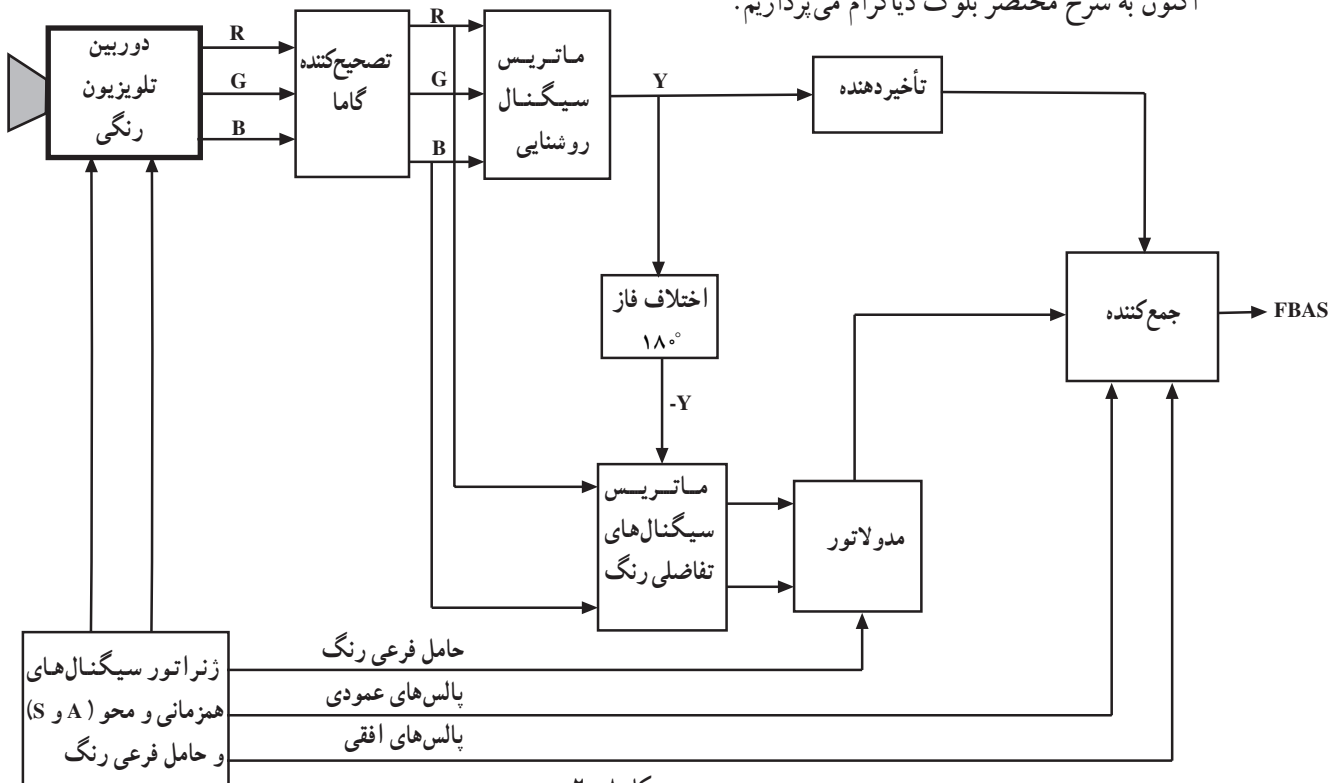 اکنون به شرح مختصر بلوک دیاگرام می‌پردازیم.
دوربین
تلویزیون
رنگی
R
G
B
تصحیح‌کننده
گاما
R
G
B
ماتریس
سیگنال
روشنایی
Y
تأخیردهنده
اختلاف فاز
۱۸۰°
-Y
جمع‌کننده
FBAS
ماتریس
سیگنال‌های
تفاضلی رنگ
مدولاتور
ژنراتور سیگنال‌های
همزمانی و محو (A و S)
و حامل فرعی رنگ
حامل فرعی رنگ
پالس‌های عمودی
پالس‌های افقی